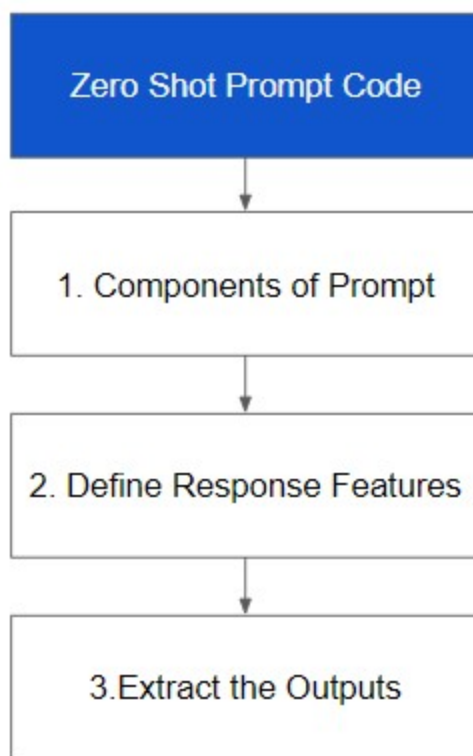 Zero Shot Prompt Code
1. Components of Prompt
2. Define Response Features
3.Extract the Outputs